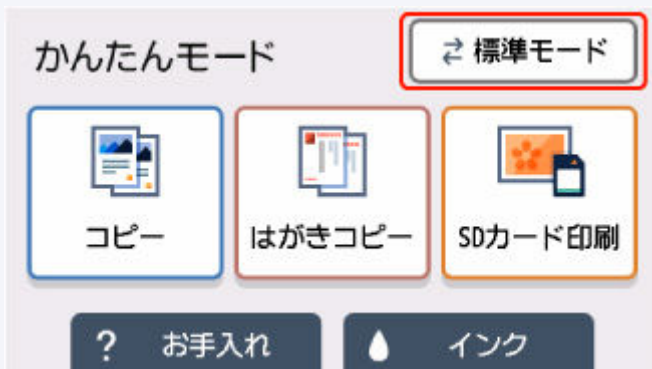 かんたんモード
標準モード
コピー
はがきコピー
SDカード印刷
? お手入れ
インク